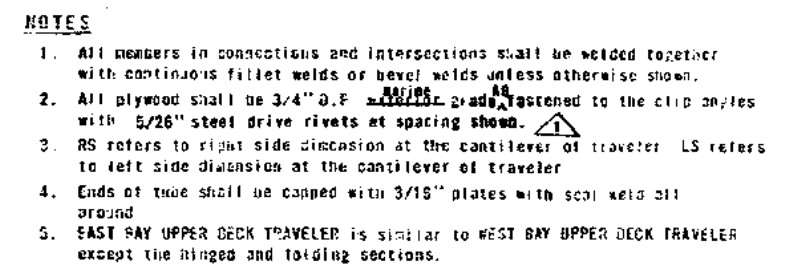 NOTES
1. All members in connections and intersections shall be welded together
with continuous fillet welds or bevel welds unless otherwise shown.
marine AB
2. All plywood shall be 3/4" D.F. exterior grade fastened to the clip angles
with 5/26" steel drive rivets at spacing shown. 1
3. RS refers to right side dimension at the cantilever of traveler LS refers
to left side dimension at the cantilever of traveler
4. Ends of tube shall be capped with 3/16" plates with seal weld all
around
5. EAST BAY UPPER DECK TRAVELER is similar to WEST BAY UPPER DECK TRAVELER
except the hinged and folding sections.